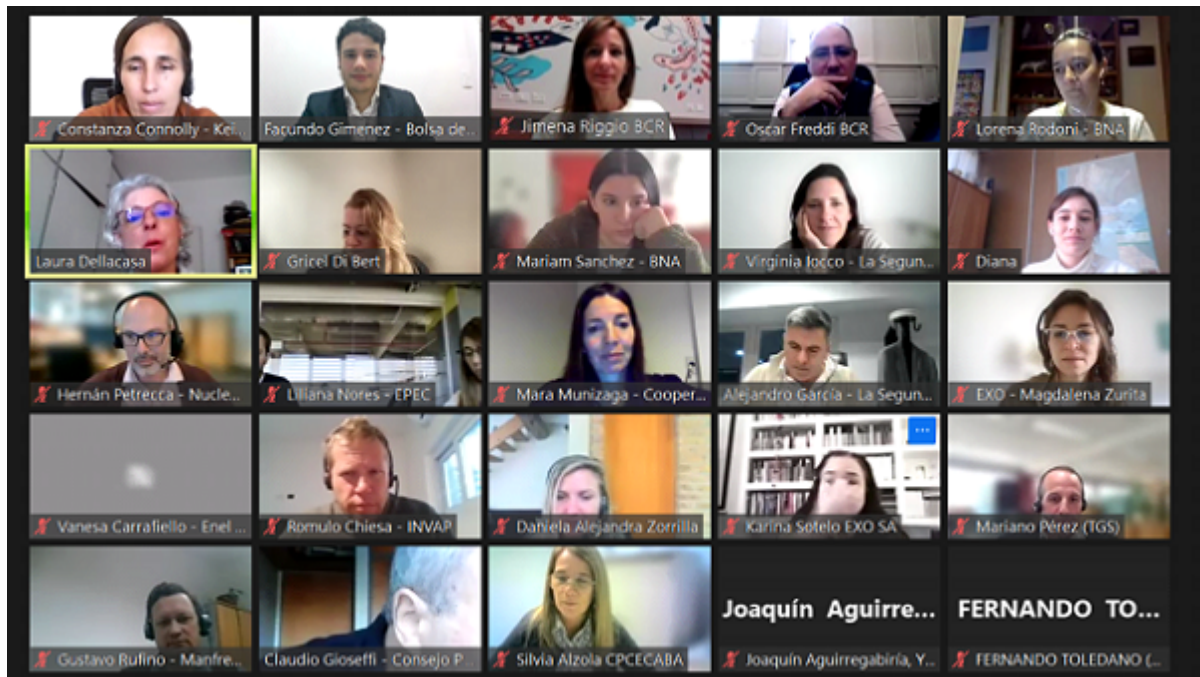 Constanza Connolly - Kei...
Facundo Gimenez - Bolsa de...
Jimena Riggio BCR
Oscar Freddi BCR
Lorena Rodoni - BNA
Laura Dellacasa
Gricel Di Bert
Mariam Sanchez - BNA
Virginia Iocco - La Segun...
Diana
Hernán Petrecca - Nucle...
Liliana Nores - EPEC
Mara Munizaga - Cooper...
Alejandro García - La Segun...
EXO - Magdalena Zurita
Vanesa Carrafiello - Enel ...
Romulo Chiesa - INVAP
Daniela Alejandra Zorrilla
Karina Sotelo EXO SA
Mariano Pérez (TGS)
Gustavo Rufino - Manfre...
Claudio Gioseffi - Consejo P...
Silvia Alzola CPCECABA
Joaquín Aguirre...
Joaquín Aguirregabiría, Y...
FERNANDO TO...
FERNANDO TOLEDANO (...